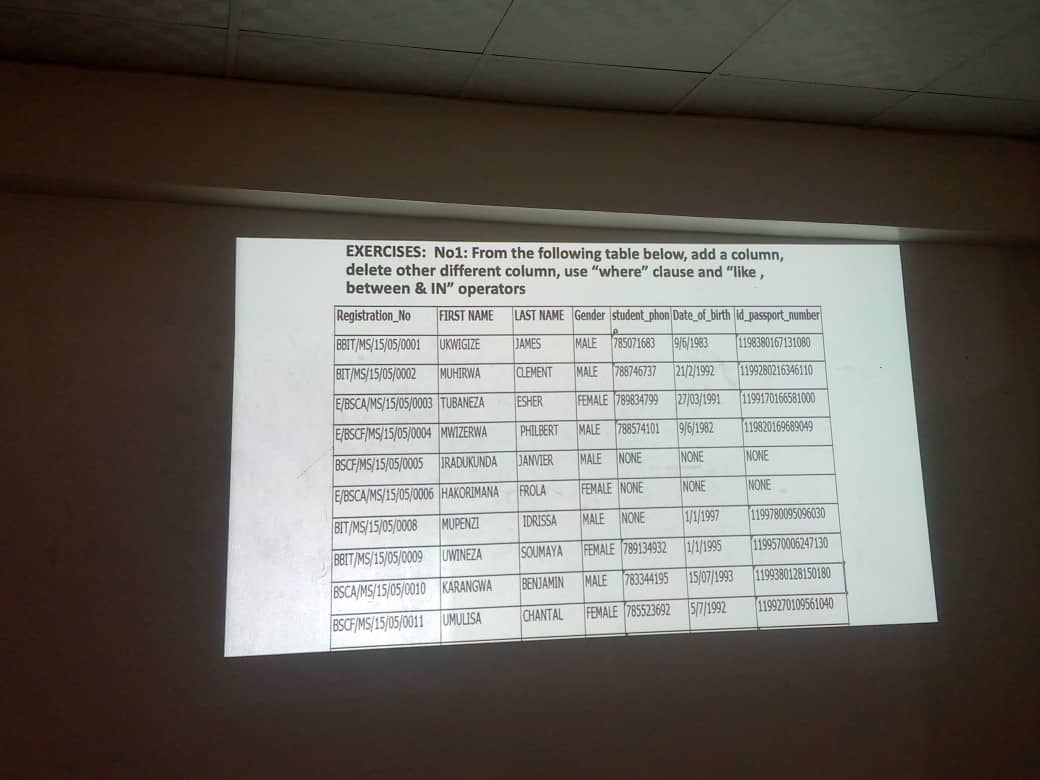 EXERCISES: No1: From the following table below, add a column,
delete other different column, use “where” clause and “like ,
between & IN” operators
Registration_No FIRST NAME LAST NAME Gender student_phon Date_of_birth id_passport_number
e
BBIT/MS/15/05/0001 UKWIGIZE JAMES MALE 785071683 9/6/1983 1198380167131080
BIT/MS/15/05/0002 MUHIRWA CLEMENT MALE 788746737 21/2/1992 1199280216346110
E/BSCA/MS/15/05/0003 TUBANEZA ESHER FEMALE 789834799 27/03/1991 1199170166581000
E/BSCF/MS/15/05/0004 MWIZERWA PHILBERT MALE 788574101 9/6/1982 119820169689049
BSCF/MS/15/05/0005 IRADUKUNDA JANVIER MALE NONE NONE NONE
E/BSCA/MS/15/05/0006 HAKORIMANA FROLA FEMALE NONE NONE NONE
BIT/MS/15/05/0008 MUPENZI IDRISSA MALE NONE 1/1/1997 1199780095096030
BBIT/MS/15/05/0009 UWINEZA SOUMAYA FEMALE 789134932 1/1/1995 1199570006247130
BSCA/MS/15/05/0010 KARANGWA BENJAMIN MALE 783344195 15/07/1993 1199380128150180
BSCF/MS/15/05/0011 UMULISA CHANTAL FEMALE 785523692 5/7/1992 1199270109561040